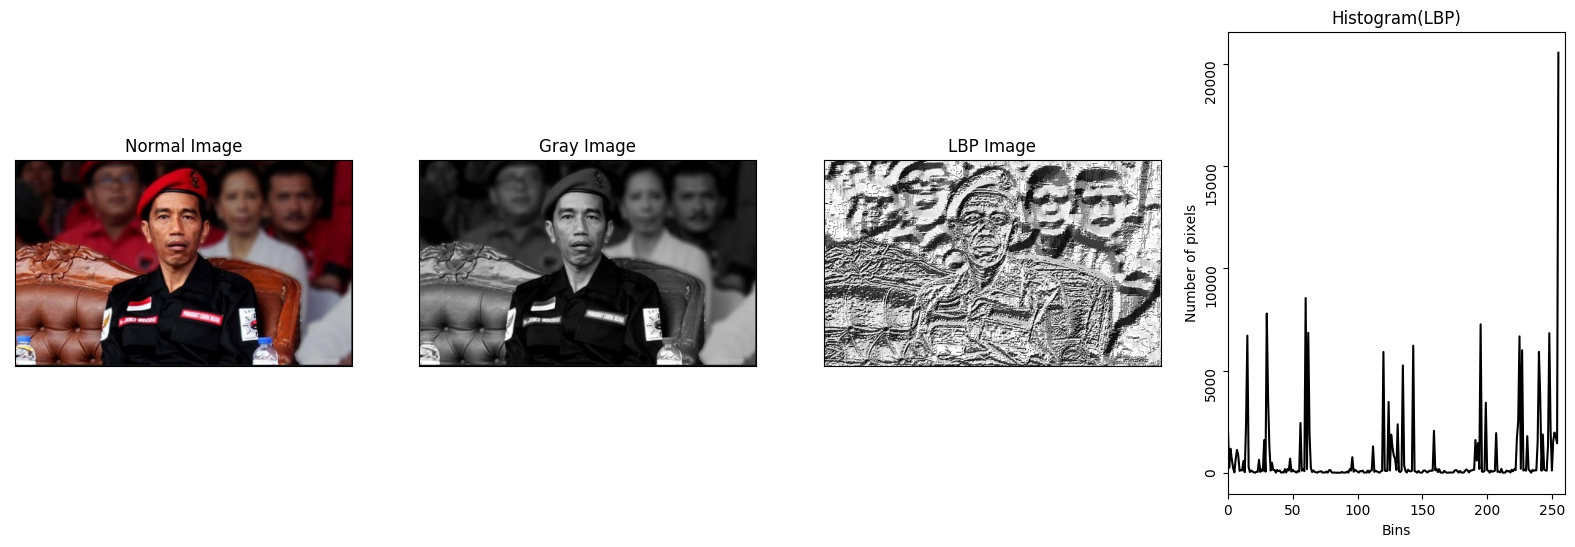 Normal Image
Gray Image
LBP Image
Histogram(LBP)
Number of pixels
20000
15000
10000
5000
0
0 50 100 150 200 250
Bins